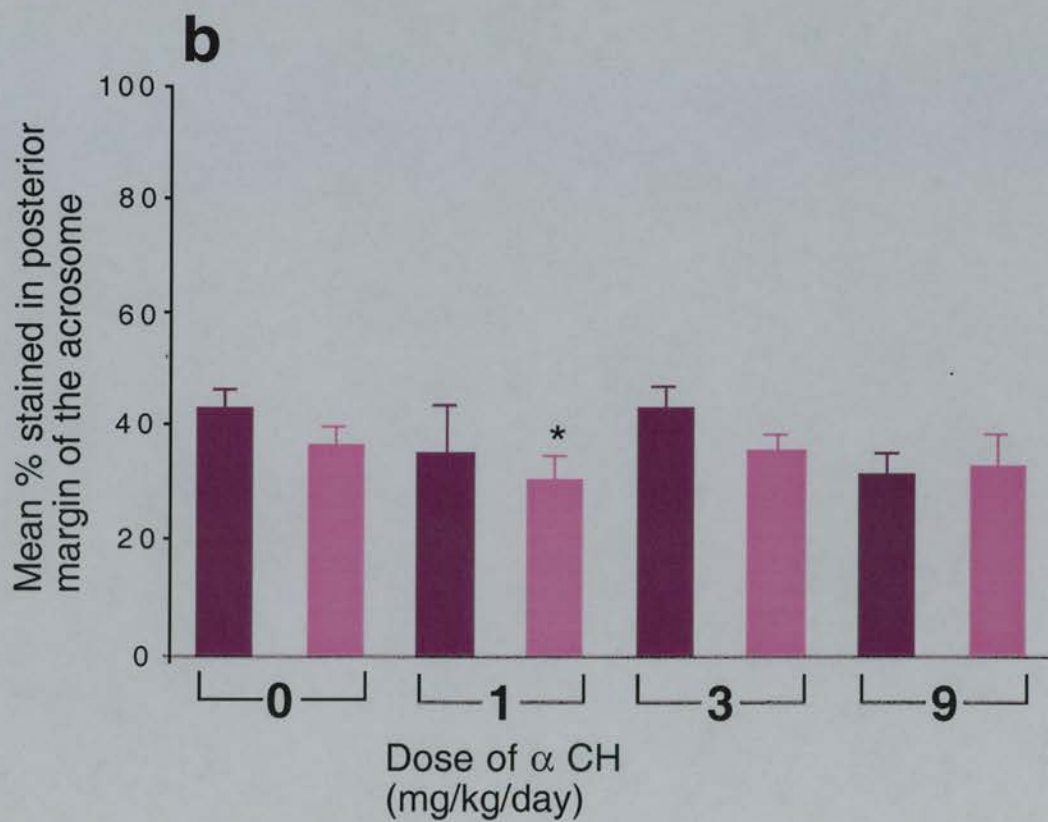 b
Mean % stained in posterior
margin of the acrosome
100
80
60
40
20
0
*
0 1 3 9
Dose of α CH
(mg/kg/day)